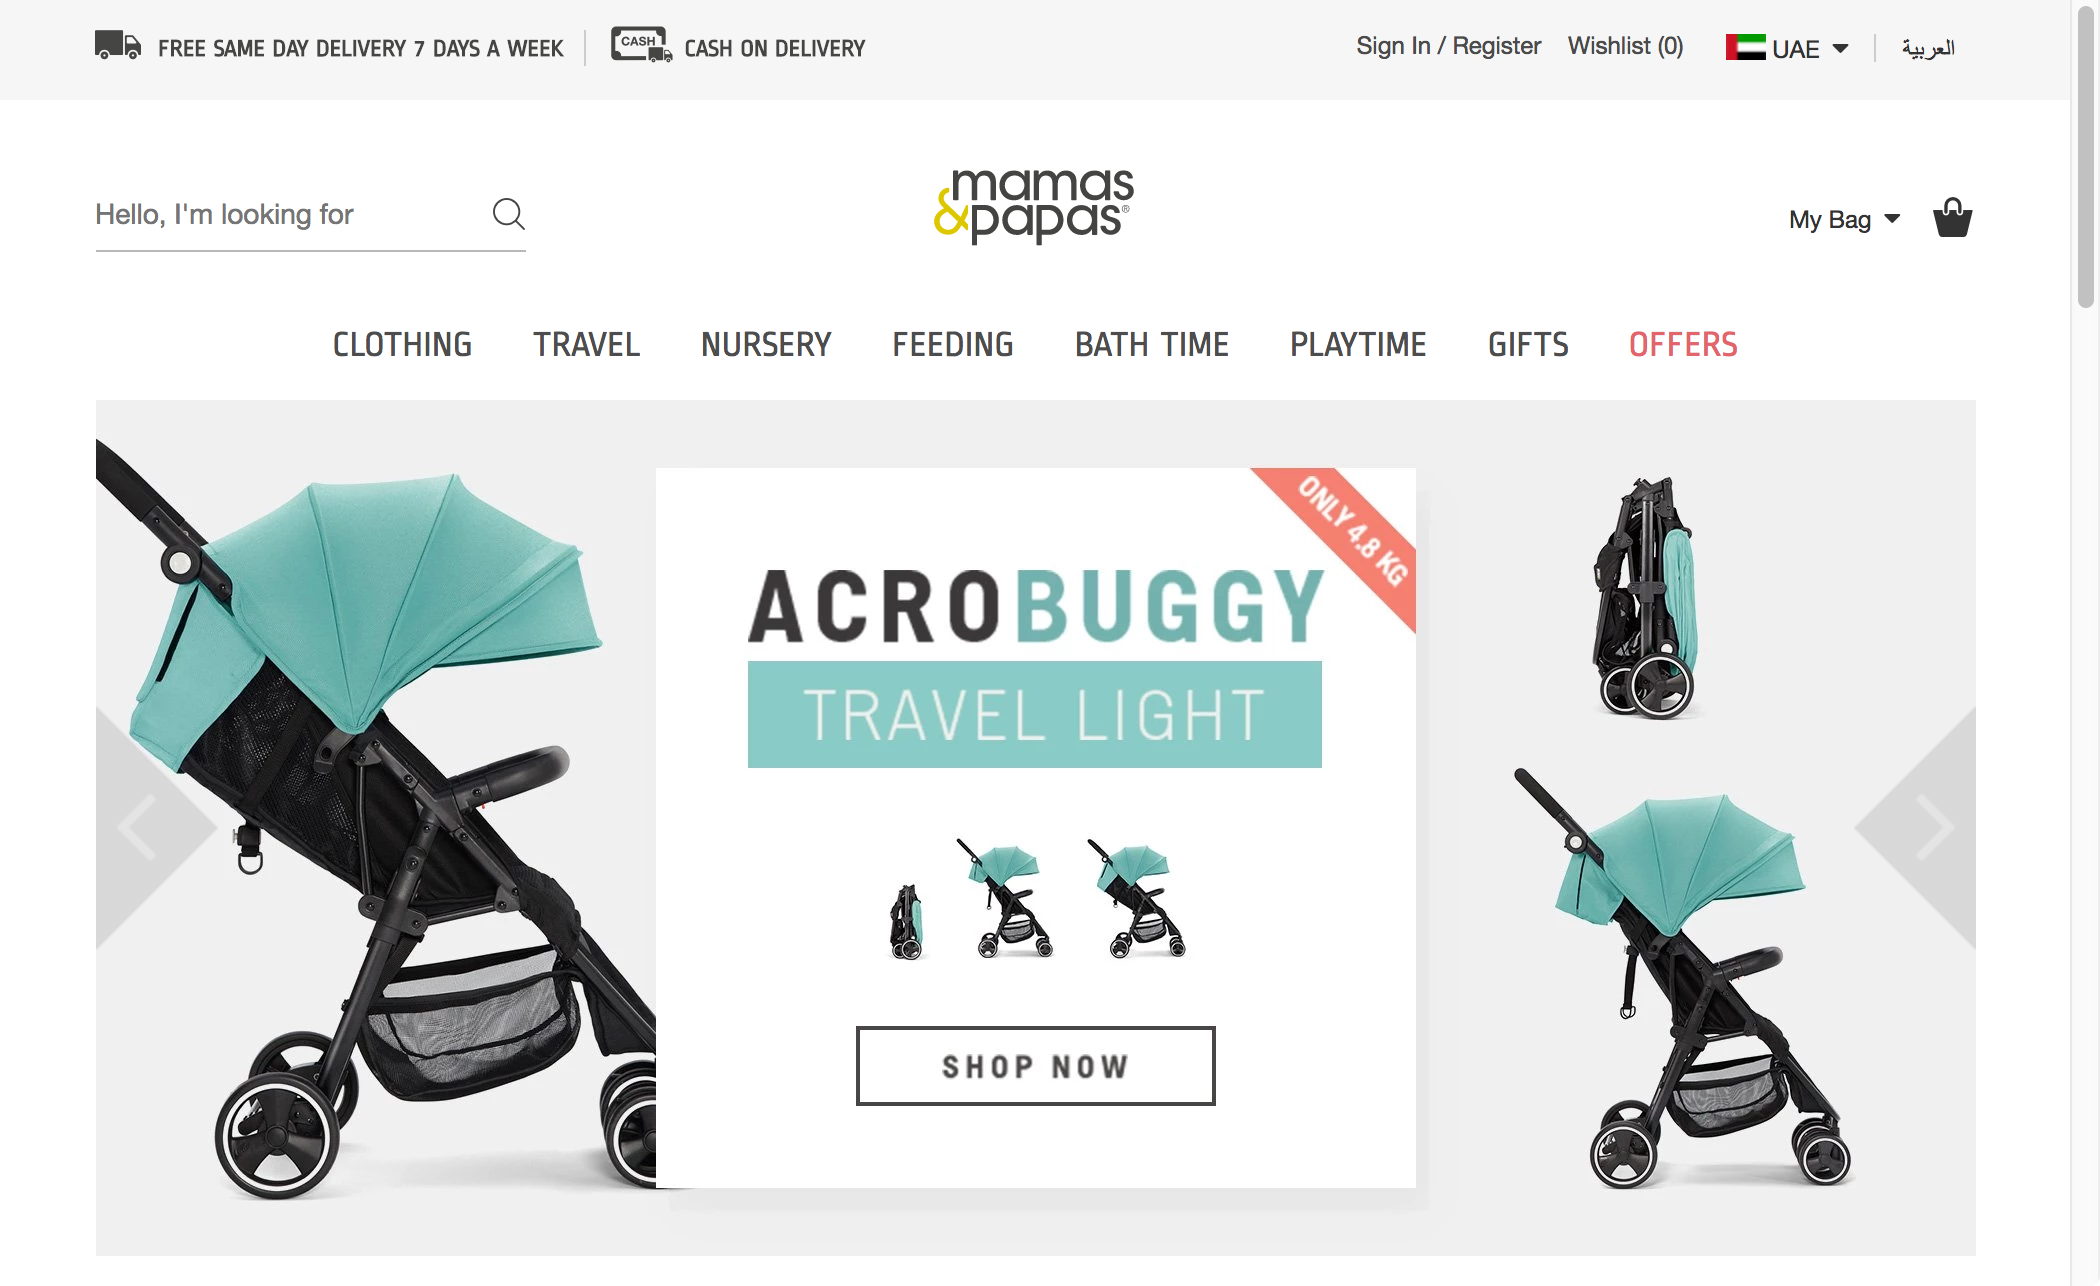 FREE SAME DAY DELIVERY 7 DAYS A WEEK
CASH
CASH ON DELIVERY
Sign In / Register
Wishlist (0)
UAE
العربية
Hello, I'm looking for
mamas
&papas®
My Bag
CLOTHING
TRAVEL
NURSERY
FEEDING
BATH TIME
PLAYTIME
GIFTS
OFFERS
ONLY 4.8 KG
ACROBUGGY
TRAVEL LIGHT
SHOP NOW